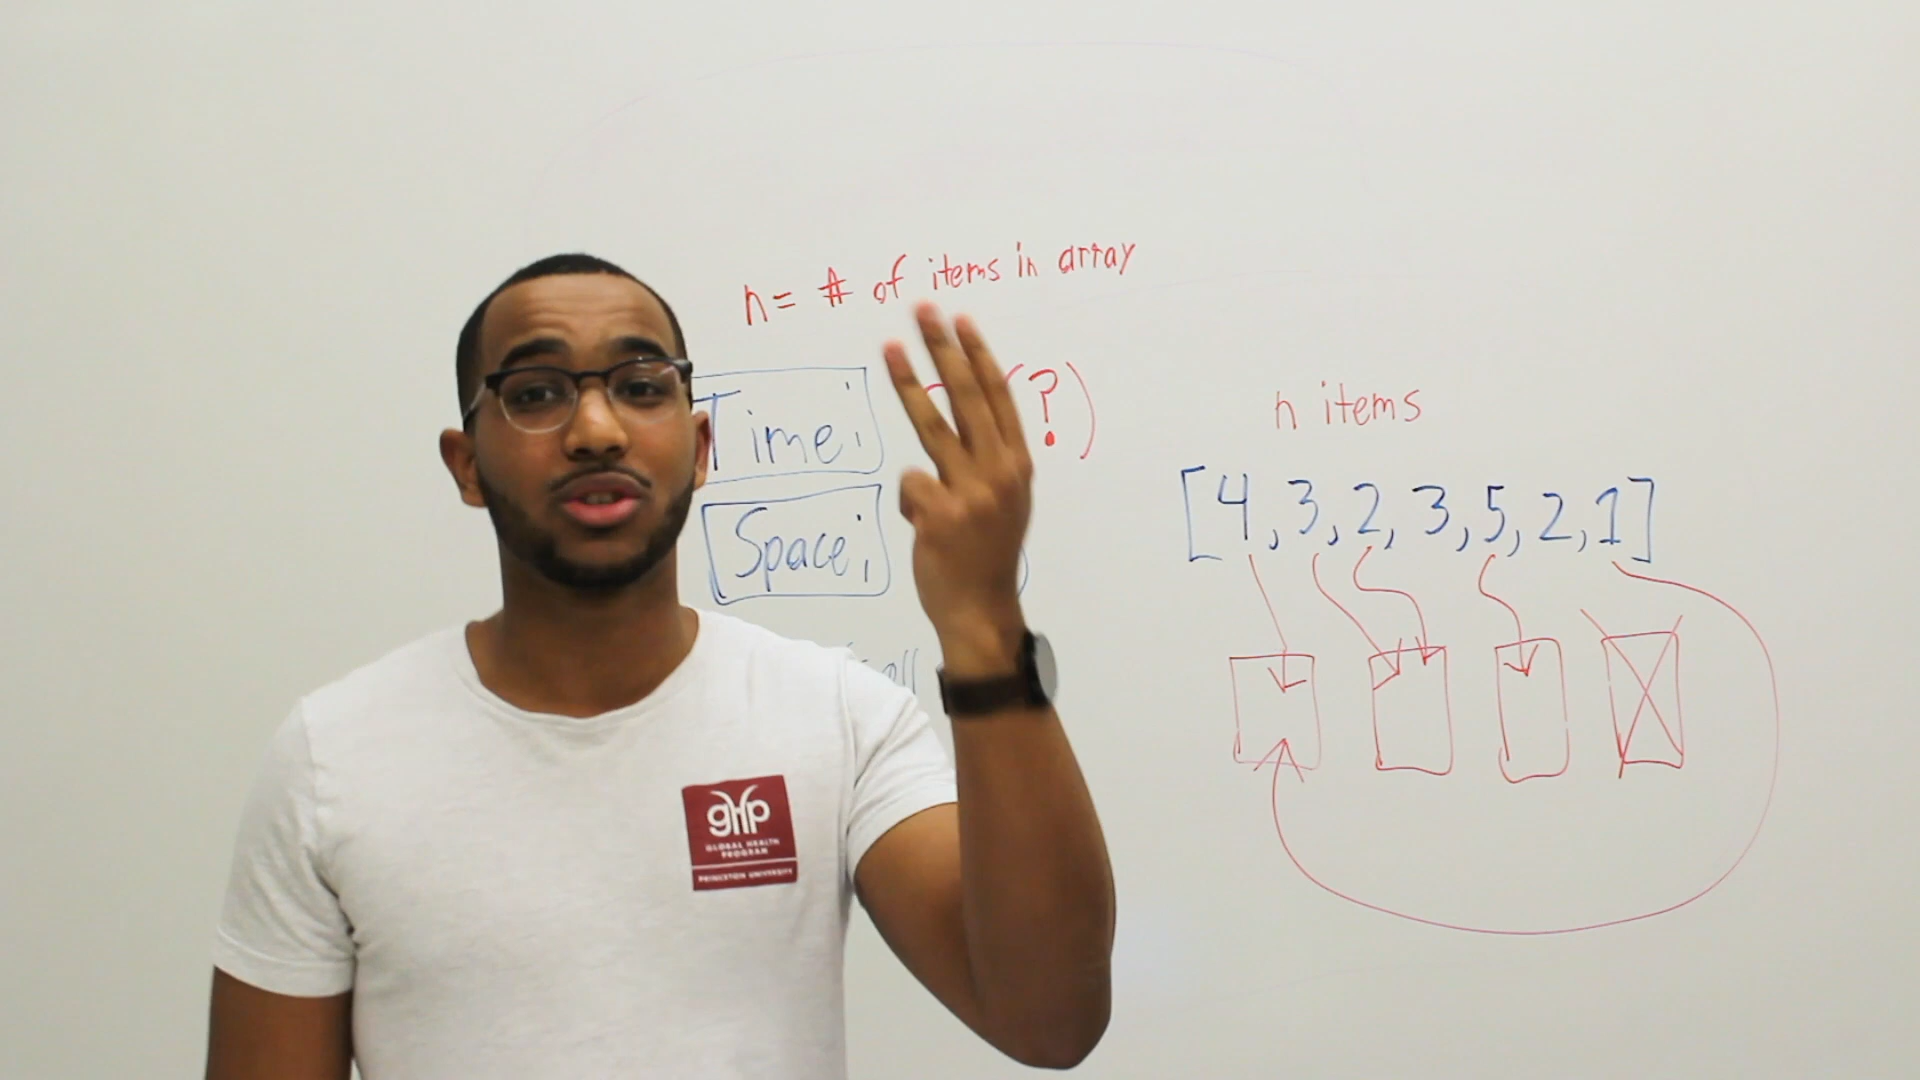 n = # of items in array
Time:
(?)
n items
[4, 3, 2, 3, 5, 2, 1]
Space:
gHp
GLOBAL HEALTH
PROGRAM
PRINCETON UNIVERSITY